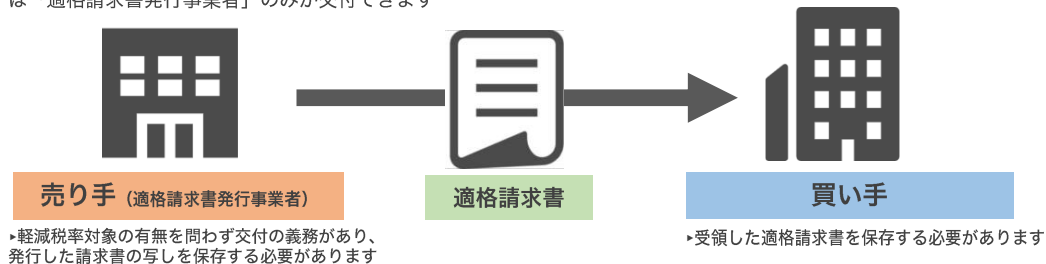 は「適格請求書発行事業者」のみが交付できます
売り手（適格請求書発行事業者）
適格請求書
買い手
▸軽減税率対象の有無を問わず交付の義務があり、
発行した請求書の写しを保存する必要があります
▸受領した適格請求書を保存する必要があります